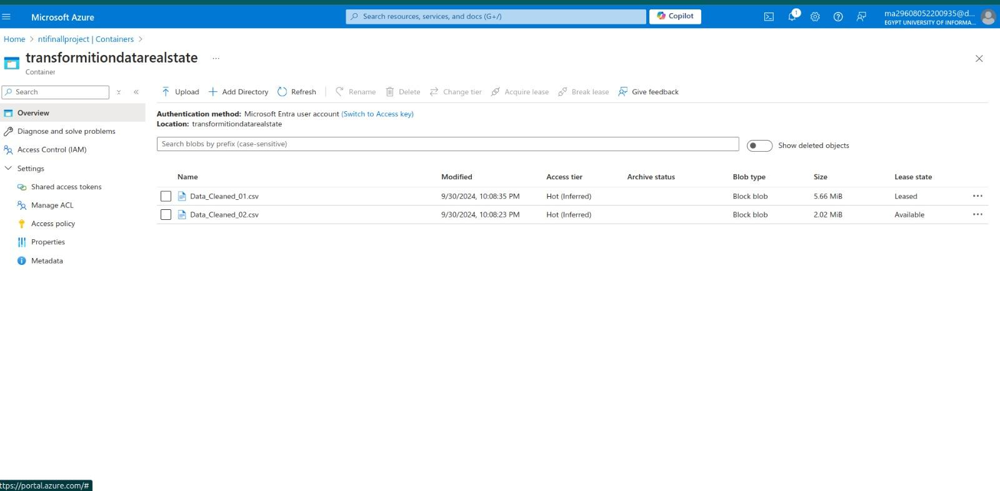 Microsoft Azure
Search resources, services, and docs (G+/)
Copilot
1
ma29608052200935@d...
EGYPT UNIVERSITY OF INFORMA...
Home > ntifinallproject | Containers >
transformitiondatarealstate ...
Container
Search
Upload
Add Directory
Refresh
Rename
Delete
Change tier
Acquire lease
Break lease
Give feedback
Overview
Diagnose and solve problems
Access Control (IAM)
Settings
Shared access tokens
Manage ACL
Access policy
Properties
Metadata
Authentication method: Microsoft Entra user account (Switch to Access key)
Location: transformitiondatarealstate
Search blobs by prefix (case-sensitive)
Show deleted objects
Name Modified Access tier Archive status Blob type Size Lease state
Data_Cleaned_01.csv 9/30/2024, 10:08:35 PM Hot (Inferred) Block blob 5.66 MiB Leased ...
Data_Cleaned_02.csv 9/30/2024, 10:08:23 PM Hot (Inferred) Block blob 2.02 MiB Available ...
ttps://portal.azure.com/#